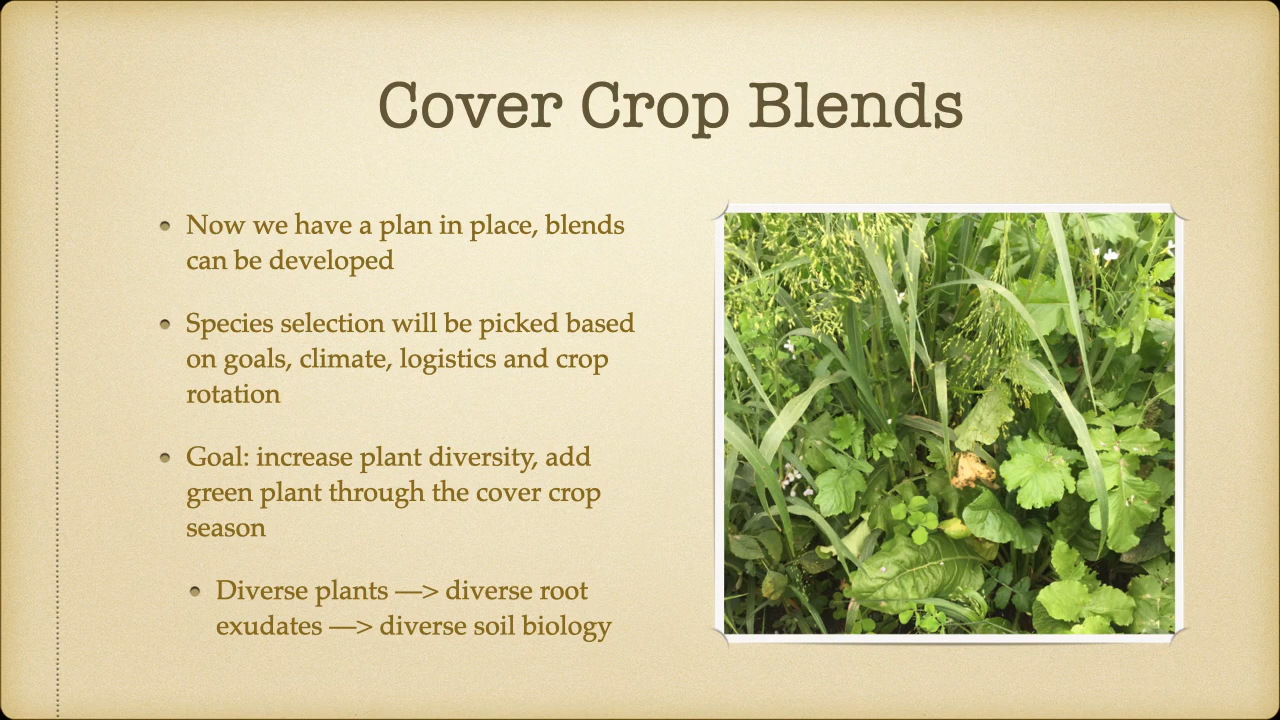 Cover Crop Blends
Now we have a plan in place, blends
can be developed
Species selection will be picked based
on goals, climate, logistics and crop
rotation
Goal: increase plant diversity, add
green plant through the cover crop
season
Diverse plants —> diverse root
exudates —> diverse soil biology